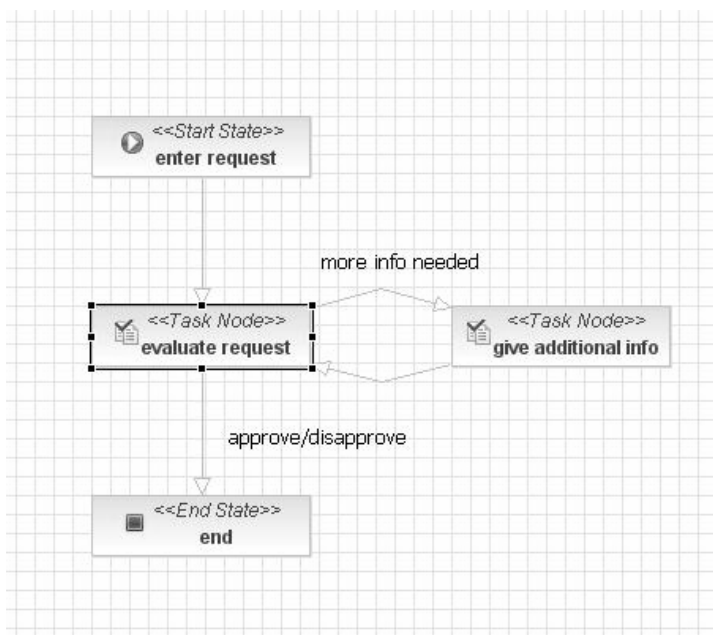 <<Start State>>
enter request
more info needed
<<Task Node>>
evaluate request
<<Task Node>>
give additional info
approve/disapprove
<<End State>>
end